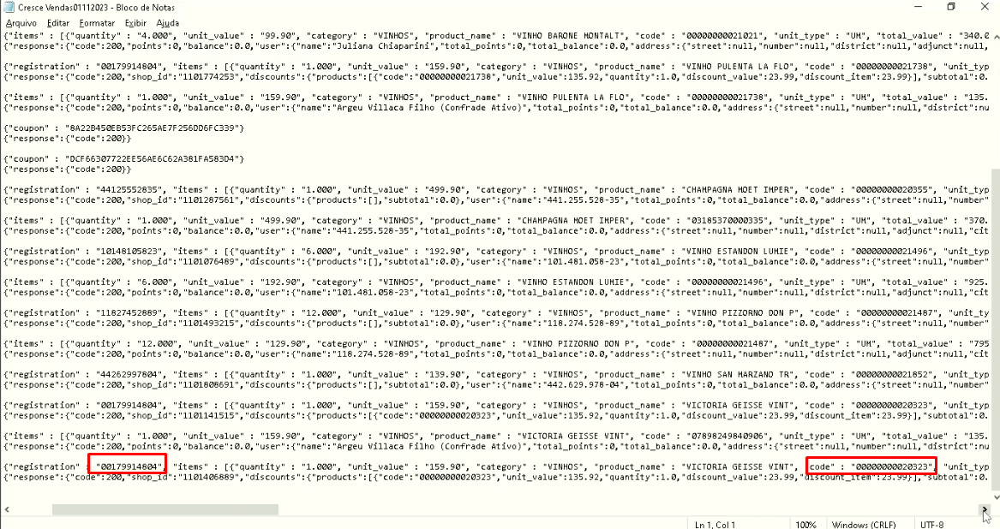 Cresce Vendas01112023 - Bloco de Notas
Arquivo Editar Formatar Exibir Ajuda
{"items" : [{"quantity" : "4.000", "unit_value" : "99.90", "category" : "VINHOS", "product_name" : "VINHO BARONE MONTALT", "code" : "00000000021021", "unit_type" : "UM", "total_value" : "340.0
{"response":{"code":200,"points":0,"balance":0.0,"user":{"name":"Juliana Chiaparini","total_points":0,"total_balance":0.0,"address":{"street":null,"number":null,"district":null,"adjunct":null,
{"registration" : "00179914804", "items" : [{"quantity" : "1.000", "unit_value" : "159.90", "category" : "VINHOS", "product_name" : "VINHO PULENTA LA FLO", "code" : "00000000021738", "unit_typ
{"response":{"code":200,"shop_id":"1101774253","discounts":{"products":[{"code":"00000000021738","unit_value":135.92,"quantity":1.0,"discount_value":23.99,"discount_item":23.99}],"subtotal":0.
{"items" : [{"quantity" : "1.000", "unit_value" : "159.90", "category" : "VINHOS", "product_name" : "VINHO PULENTA LA FLO", "code" : "00000000021738", "unit_type" : "UM", "total_value" : "135.
{"response":{"code":200,"points":0,"balance":0.0,"user":{"name":"Argeu Villaca Filho (Confrade Ativo)","total_points":0,"total_balance":0.0,"address":{"street":null,"number":null,"district":nu
{"coupon" : "8A22B450EB53FC265AE7F256DD6FC339"}
{"response":{"code":200}}
{"coupon" : "DCF66307722EE56AE6C62A381FA583D4"}
{"response":{"code":200}}
{"registration" : "44125552835", "items" : [{"quantity" : "1.000", "unit_value" : "499.90", "category" : "VINHOS", "product_name" : "CHAMPAGNA MOET IMPER", "code" : "00000000020355", "unit_typ
{"response":{"code":200,"shop_id":"1101287561","discounts":{"products":[],"subtotal":0.0},"user":{"name":"441.255.528-35","total_points":0,"total_balance":0.0,"address":{"street":null,"number"
{"items" : [{"quantity" : "1.000", "unit_value" : "499.90", "category" : "VINHOS", "product_name" : "CHAMPAGNA MOET IMPER", "code" : "03185370000335", "unit_type" : "UM", "total_value" : "370.
{"response":{"code":200,"points":0,"balance":0.0,"user":{"name":"441.255.528-35","total_points":0,"total_balance":0.0,"address":{"street":null,"number":null,"district":null,"adjunct":null,"cit
{"registration" : "10148105823", "items" : [{"quantity" : "6.000", "unit_value" : "192.90", "category" : "VINHOS", "product_name" : "VINHO ESTANDON LUMIE", "code" : "00000000021496", "unit_typ
{"response":{"code":200,"shop_id":"1101076489","discounts":{"products":[],"subtotal":0.0},"user":{"name":"101.481.058-23","total_points":0,"total_balance":0.0,"address":{"street":null,"number"
{"items" : [{"quantity" : "6.000", "unit_value" : "192.90", "category" : "VINHOS", "product_name" : "VINHO ESTANDON LUMIE", "code" : "00000000021496", "unit_type" : "UM", "total_value" : "925.
{"response":{"code":200,"points":0,"balance":0.0,"user":{"name":"101.481.058-23","total_points":0,"total_balance":0.0,"address":{"street":null,"number":null,"district":null,"adjunct":null,"cit
{"registration" : "11827452889", "items" : [{"quantity" : "12.000", "unit_value" : "129.90", "category" : "VINHOS", "product_name" : "VINHO PIZZORNO DON P", "code" : "00000000021487", "unit_ty
{"response":{"code":200,"shop_id":"1101493215","discounts":{"products":[],"subtotal":0.0},"user":{"name":"118.274.528-89","total_points":0,"total_balance":0.0,"address":{"street":null,"number"
{"items" : [{"quantity" : "12.000", "unit_value" : "129.90", "category" : "VINHOS", "product_name" : "VINHO PIZZORNO DON P", "code" : "00000000021487", "unit_type" : "UM", "total_value" : "795
{"response":{"code":200,"points":0,"balance":0.0,"user":{"name":"118.274.528-89","total_points":0,"total_balance":0.0,"address":{"street":null,"number":null,"district":null,"adjunct":null,"cit
{"registration" : "44262997804", "items" : [{"quantity" : "1.000", "unit_value" : "139.90", "category" : "VINHOS", "product_name" : "VINHO SAN MARZANO TR", "code" : "00000000021852", "unit_typ
{"response":{"code":200,"shop_id":"1101808691","discounts":{"products":[],"subtotal":0.0},"user":{"name":"442.629.978-04","total_points":0,"total_balance":0.0,"address":{"street":null,"number"
{"registration" : "00179914804", "items" : [{"quantity" : "1.000", "unit_value" : "159.90", "category" : "VINHOS", "product_name" : "VICTORIA GEISSE VINT", "code" : "00000000020323", "unit_typ
{"response":{"code":200,"shop_id":"1101141515","discounts":{"products":[{"code":"00000000020323","unit_value":135.92,"quantity":1.0,"discount_value":23.99,"discount_item":23.99}],"subtotal":0.
{"items" : [{"quantity" : "1.000", "unit_value" : "159.90", "category" : "VINHOS", "product_name" : "VICTORIA GEISSE VINT", "code" : "07898249840906", "unit_type" : "UM", "total_value" : "135.
{"response":{"code":200,"points":0,"balance":0.0,"user":{"name":"Argeu Villaca Filho (Confrade Ativo)","total_points":0,"total_balance":0.0,"address":{"street":null,"number":null,"district":nu
{"registration" : "00179914804", "items" : [{"quantity" : "1.000", "unit_value" : "159.90", "category" : "VINHOS", "product_name" : "VICTORIA GEISSE VINT", code" : "00000000020323", "unit_typ
{"response":{"code":200,"shop_id":"1101406889","discounts":{"products":[{"code":"00000000020323","unit_value":135.92,"quantity":1.0,"discount_value":23.99,"discount_item":23.99}],"subtotal":0.
Ln 1, Col 1 100% Windows (CRLF) UTF-8